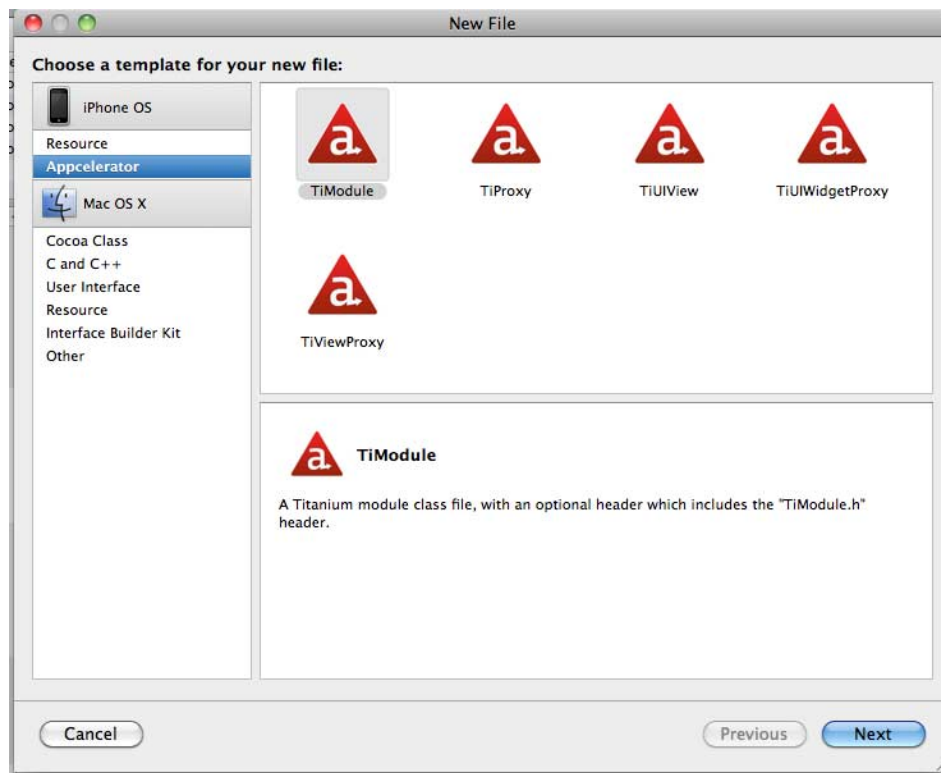 New File
Choose a template for your new file:
iPhone OS
Resource
Appcelerator
Mac OS X
Cocoa Class
C and C++
User Interface
Resource
Interface Builder Kit
Other
a
a
a
a
TiModule
TiProxy
TiUIView
TiUIWidgetProxy
a
TiViewProxy
a
TiModule
A Titanium module class file, with an optional header which includes the "TiModule.h"
header.
Cancel
Previous
Next